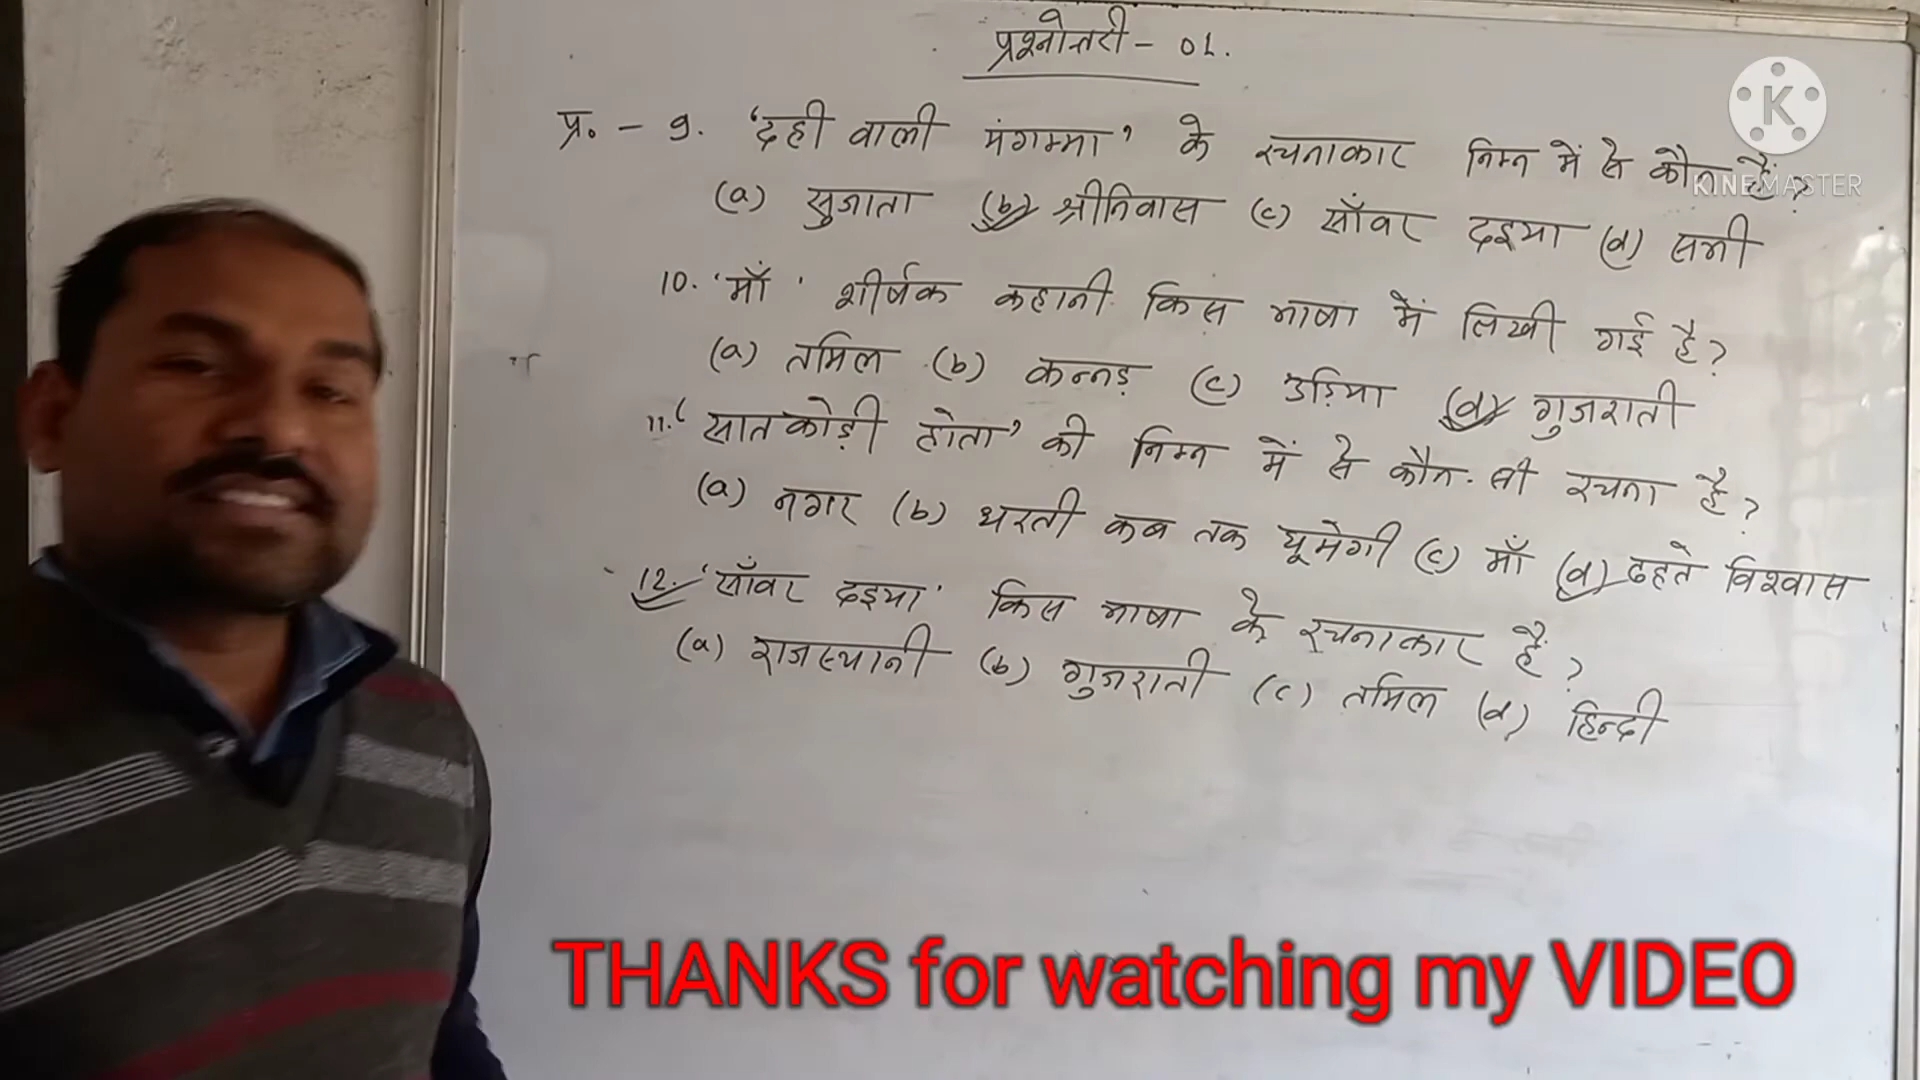 प्रश्नोत्तरी - 01.
प्र. - 9. 'दही वाली मंगम्मा' के रचनाकार निम्न में से कौन हैं?
(a) सुजाता (b) श्रीनिवास (c) साँवर दइया (d) सभी
10. 'माँ' शीर्षक कहानी किस भाषा में लिखी गई है?
(a) तमिल (b) कन्नड़ (c) उड़िया (d) गुजराती
11. 'सातकोड़ी होता' की निम्न में से कौन-सी रचना है?
(a) नगर (b) धरती कब तक घूमेगी (c) माँ (d) ढहते विश्वास
12. 'साँवर दइया' किस भाषा के रचनाकार हैं?
(a) राजस्थानी (b) गुजराती (c) तमिल (d) हिन्दी
K
KINEMASTER
THANKS for watching my VIDEO